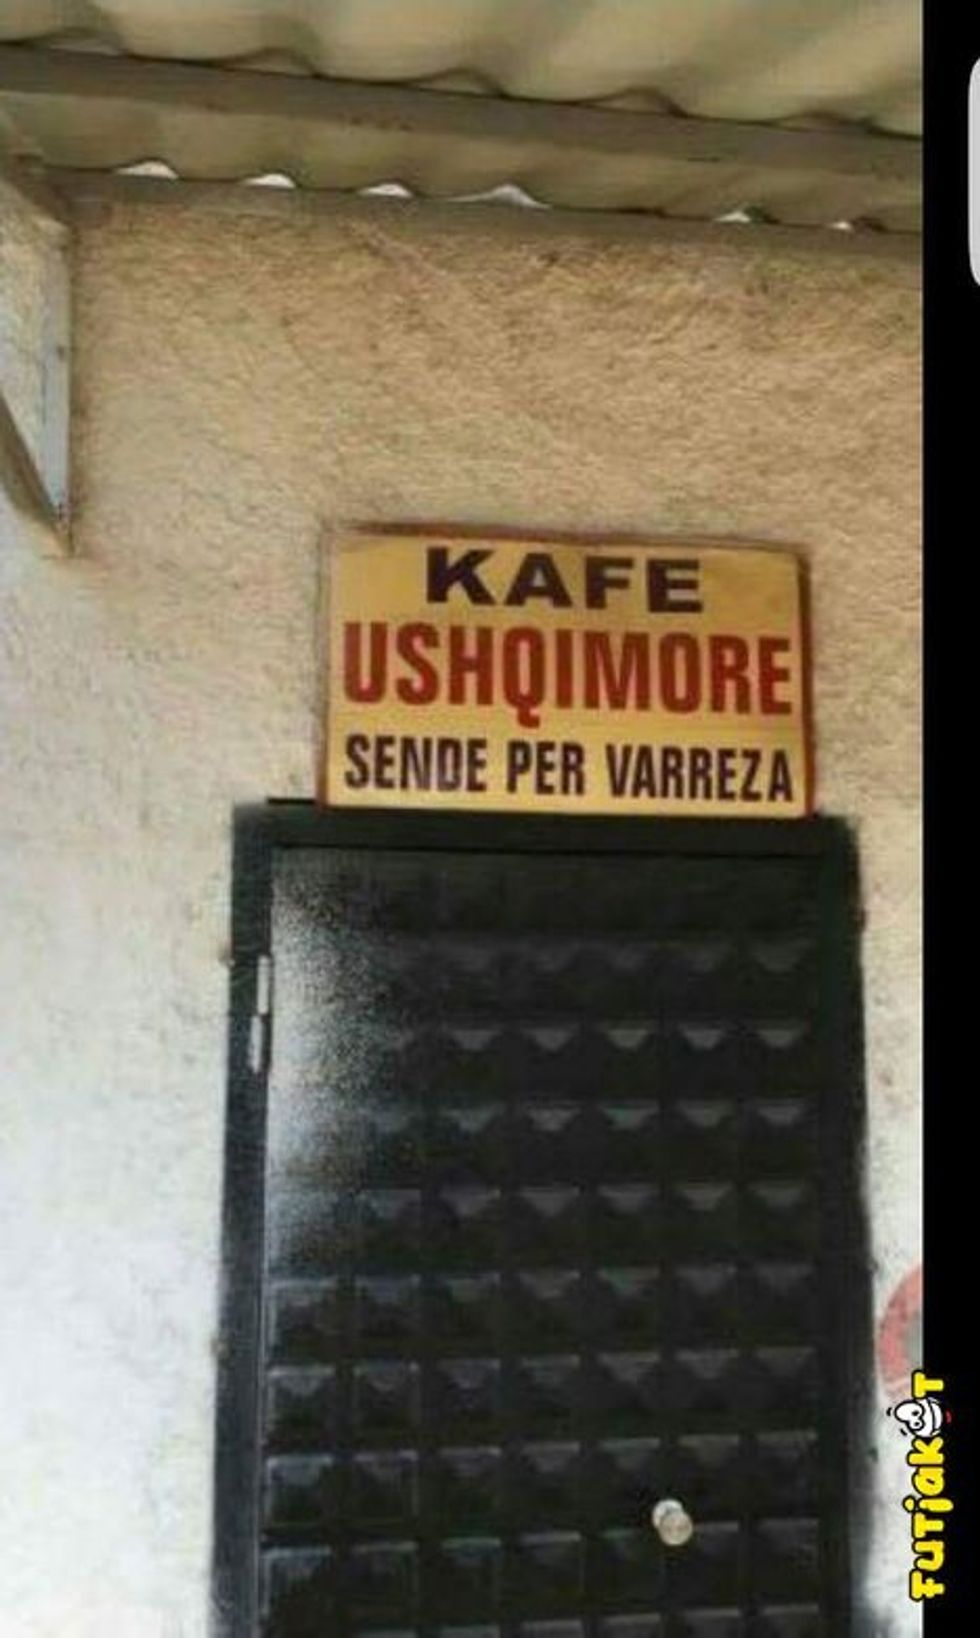 KAFE
USHQIMORE
SENDE PER VARREZA
FUTjaKOT